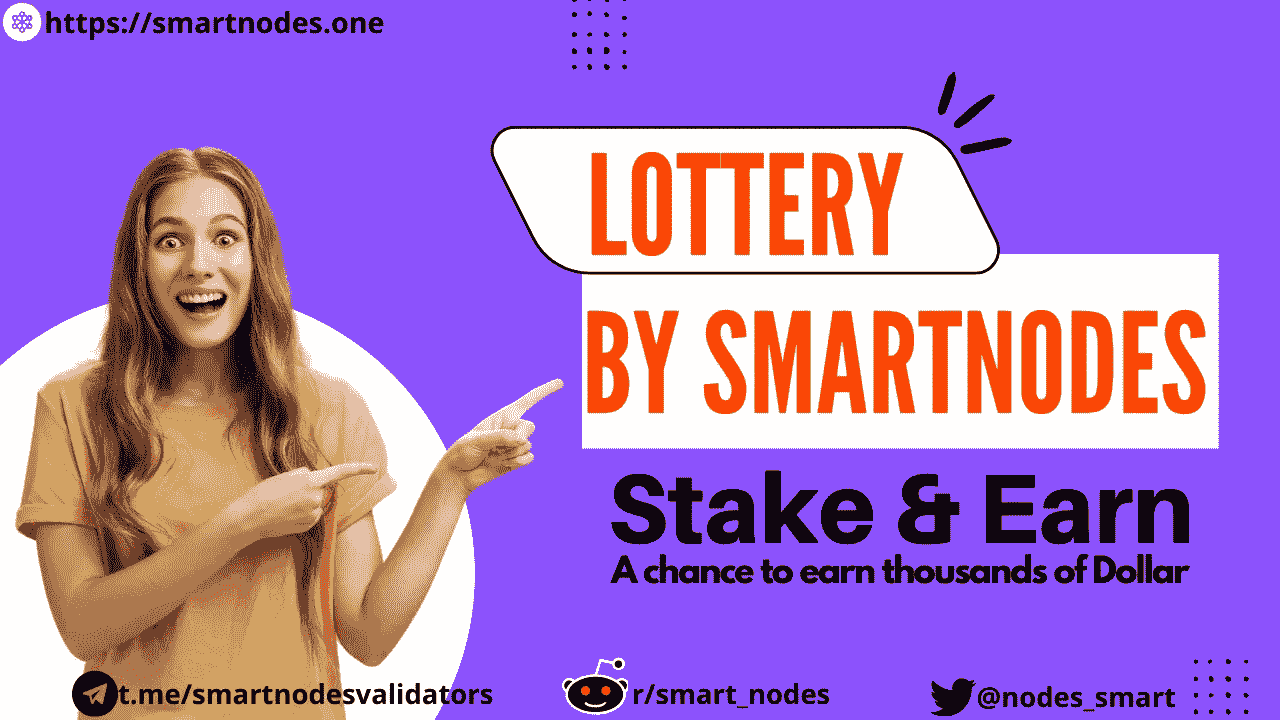 https://smartnodes.one
LOTTERY
BY SMARTNODES
Stake & Earn
A chance to earn thousands of Dollar
t.me/smartnodesvalidators
r/smart_nodes
@nodes_smart